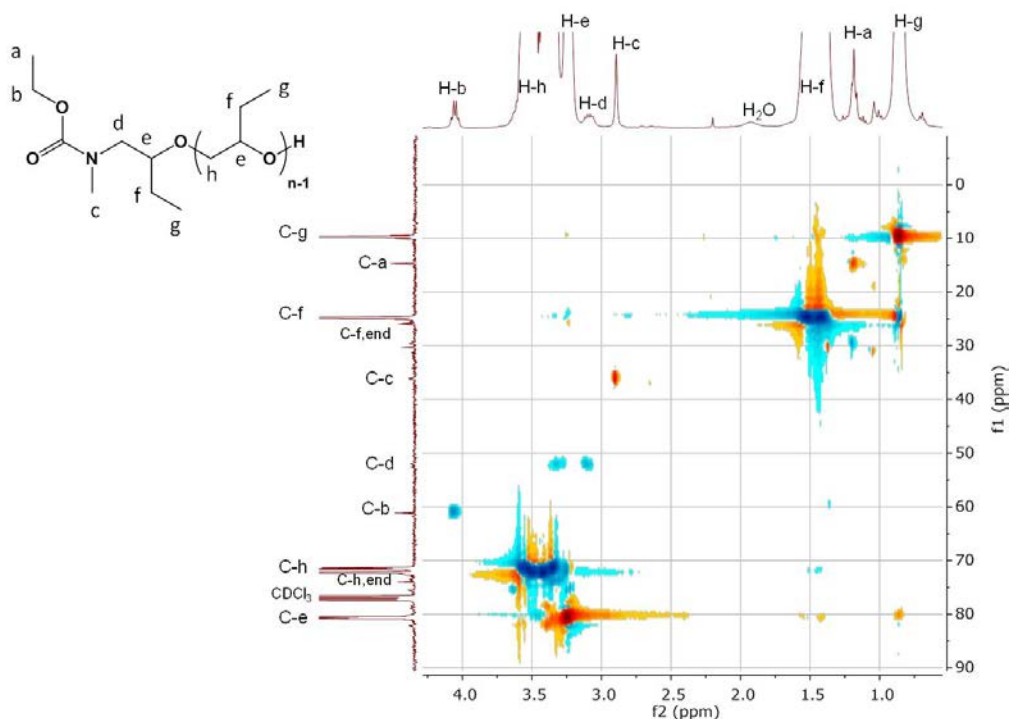 a
b
O
O
N
c
d
e
f
g
O
h
f
g
e
O
H
n-1
H-b
H-h
H-e
H-d
H-c
H₂O
H-f
H-a
H-g
C-g
C-a
C-f
C-f,end
C-c
C-d
C-b
C-h
C-h,end
CDCl₃
C-e
0
10
20
30
40
50
60
70
80
90
f1 (ppm)
4.0 3.5 3.0 2.5 2.0 1.5 1.0
f2 (ppm)